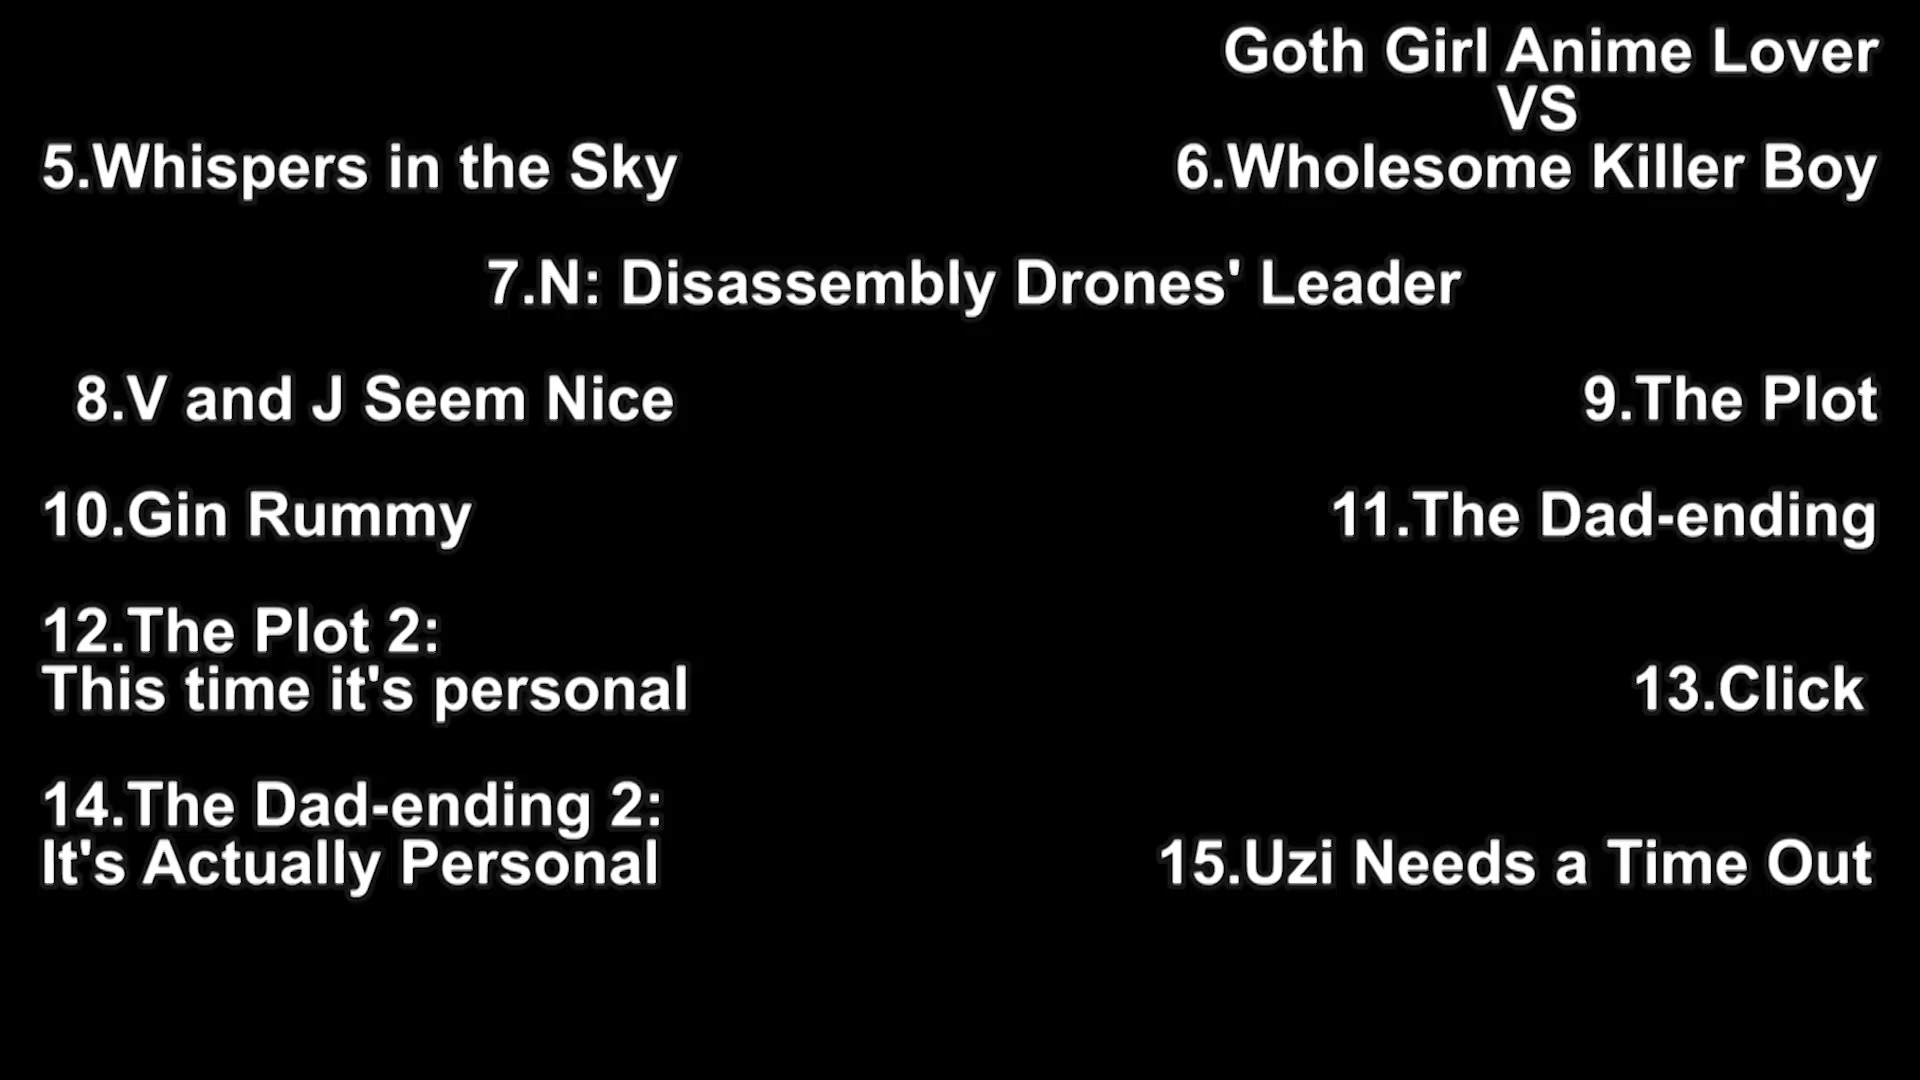 Goth Girl Anime Lover
VS
5.Whispers in the Sky
6.Wholesome Killer Boy
7.N: Disassembly Drones' Leader
8.V and J Seem Nice
9.The Plot
10.Gin Rummy
11.The Dad-ending
12.The Plot 2:
This time it's personal
13.Click
14.The Dad-ending 2:
It's Actually Personal
15.Uzi Needs a Time Out